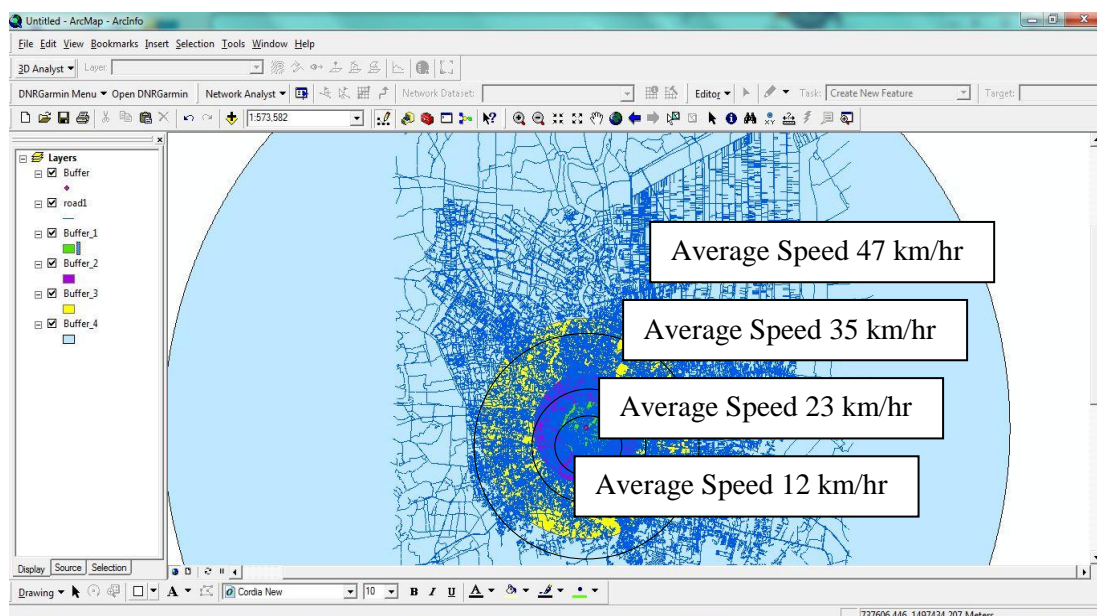 Untitled - ArcMap - ArcInfo
File Edit View Bookmarks Insert Selection Tools Window Help
3D Analyst Layer:
DNRGarmin Menu Open DNRGarmin Network Analyst Network Dataset: Editor Task: Create New Feature Target:
1:573,582
Layers
Buffer
road1
Buffer_1
Buffer_2
Buffer_3
Buffer_4
Average Speed 47 km/hr
Average Speed 35 km/hr
Average Speed 23 km/hr
Average Speed 12 km/hr
Display Source Selection
Drawing A Cordia New 10 B I U A
737606.446 1497434.207 Meters